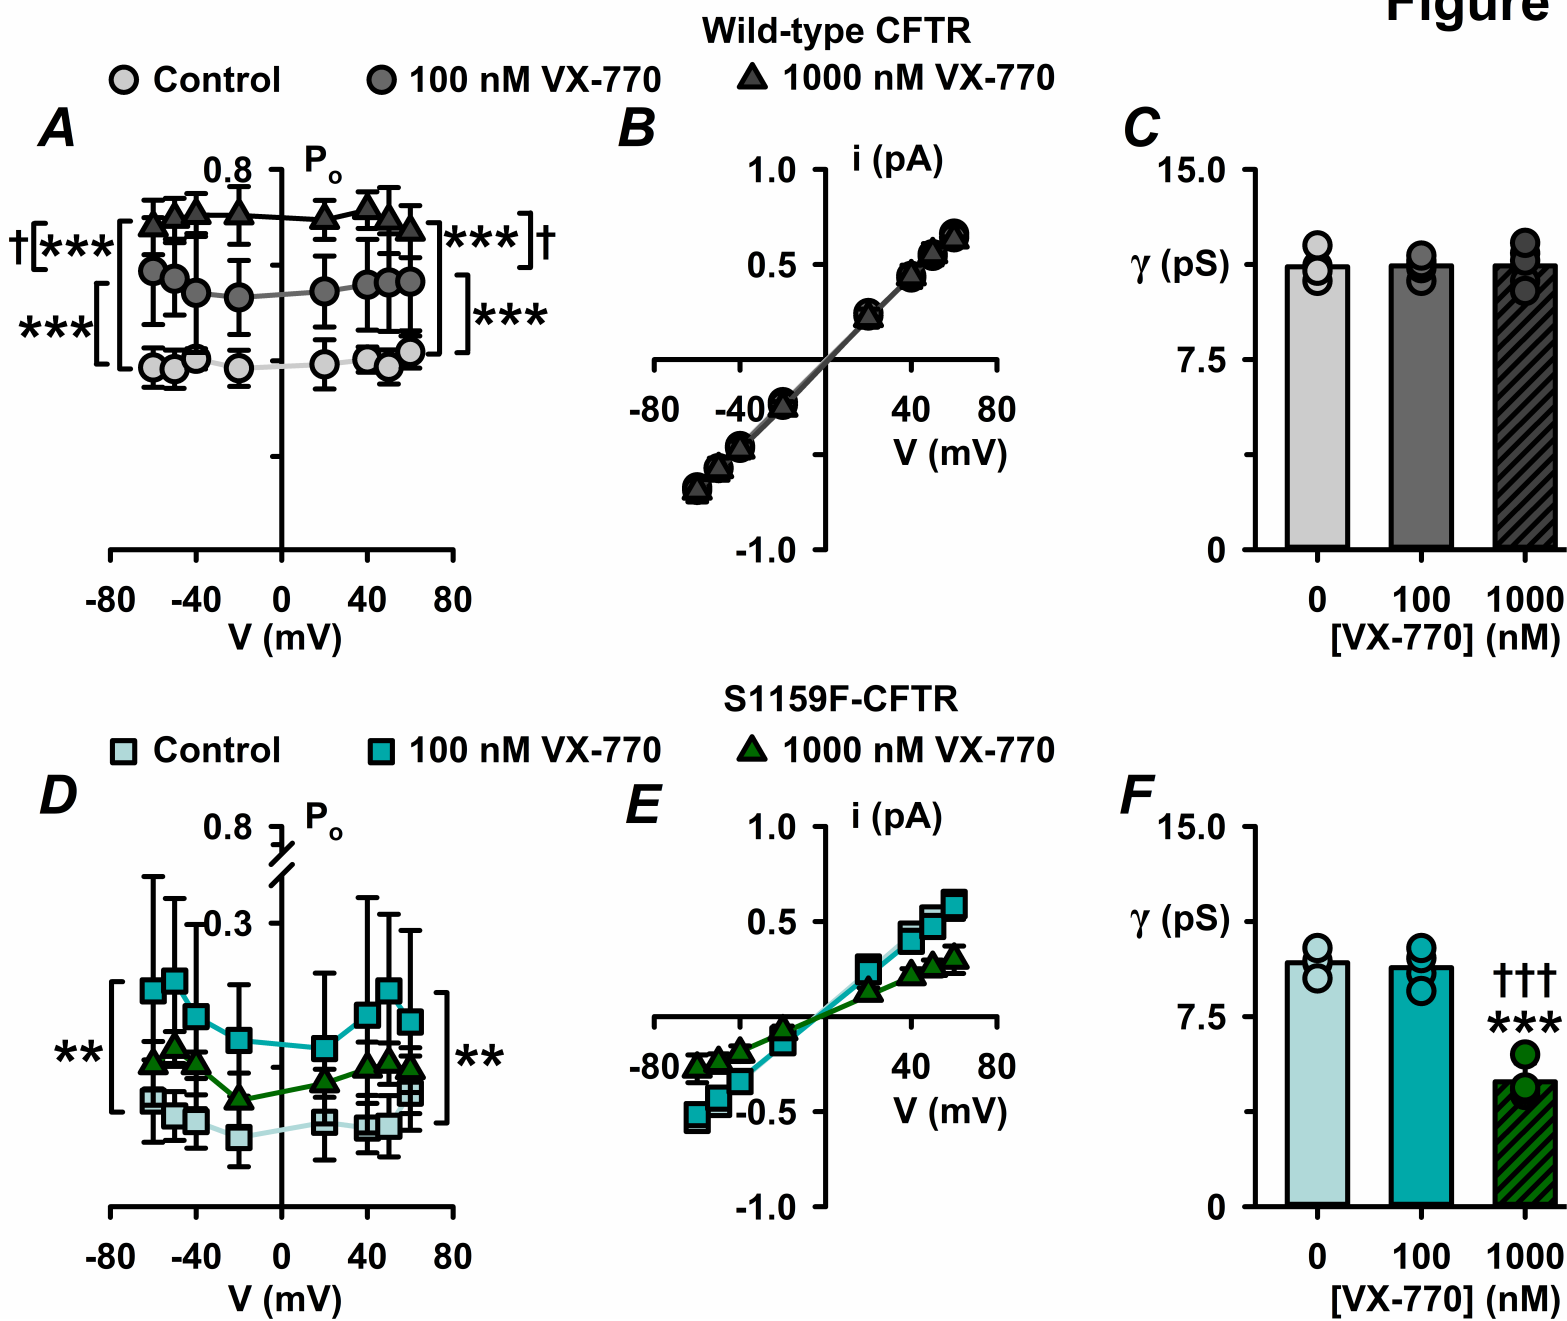 Figure
Wild-type CFTR
Control 100 nM VX-770 1000 nM VX-770
A B C
0.8 Po
†[*** ***]†
*** ***
-80 -40 0 40 80
V (mV)
1.0 i (pA)
0.5
-80 -40 40 80
V (mV)
-1.0
15.0
γ (pS)
7.5
0
0 100 1000
[VX-770] (nM)
S1159F-CFTR
Control 100 nM VX-770 1000 nM VX-770
D E F
0.8 Po
0.3
** **
-80 -40 0 40 80
V (mV)
1.0 i (pA)
0.5
-80 40 80
-0.5 V (mV)
-1.0
15.0
γ (pS)
†††
7.5 ***
0
0 100 1000
[VX-770] (nM)